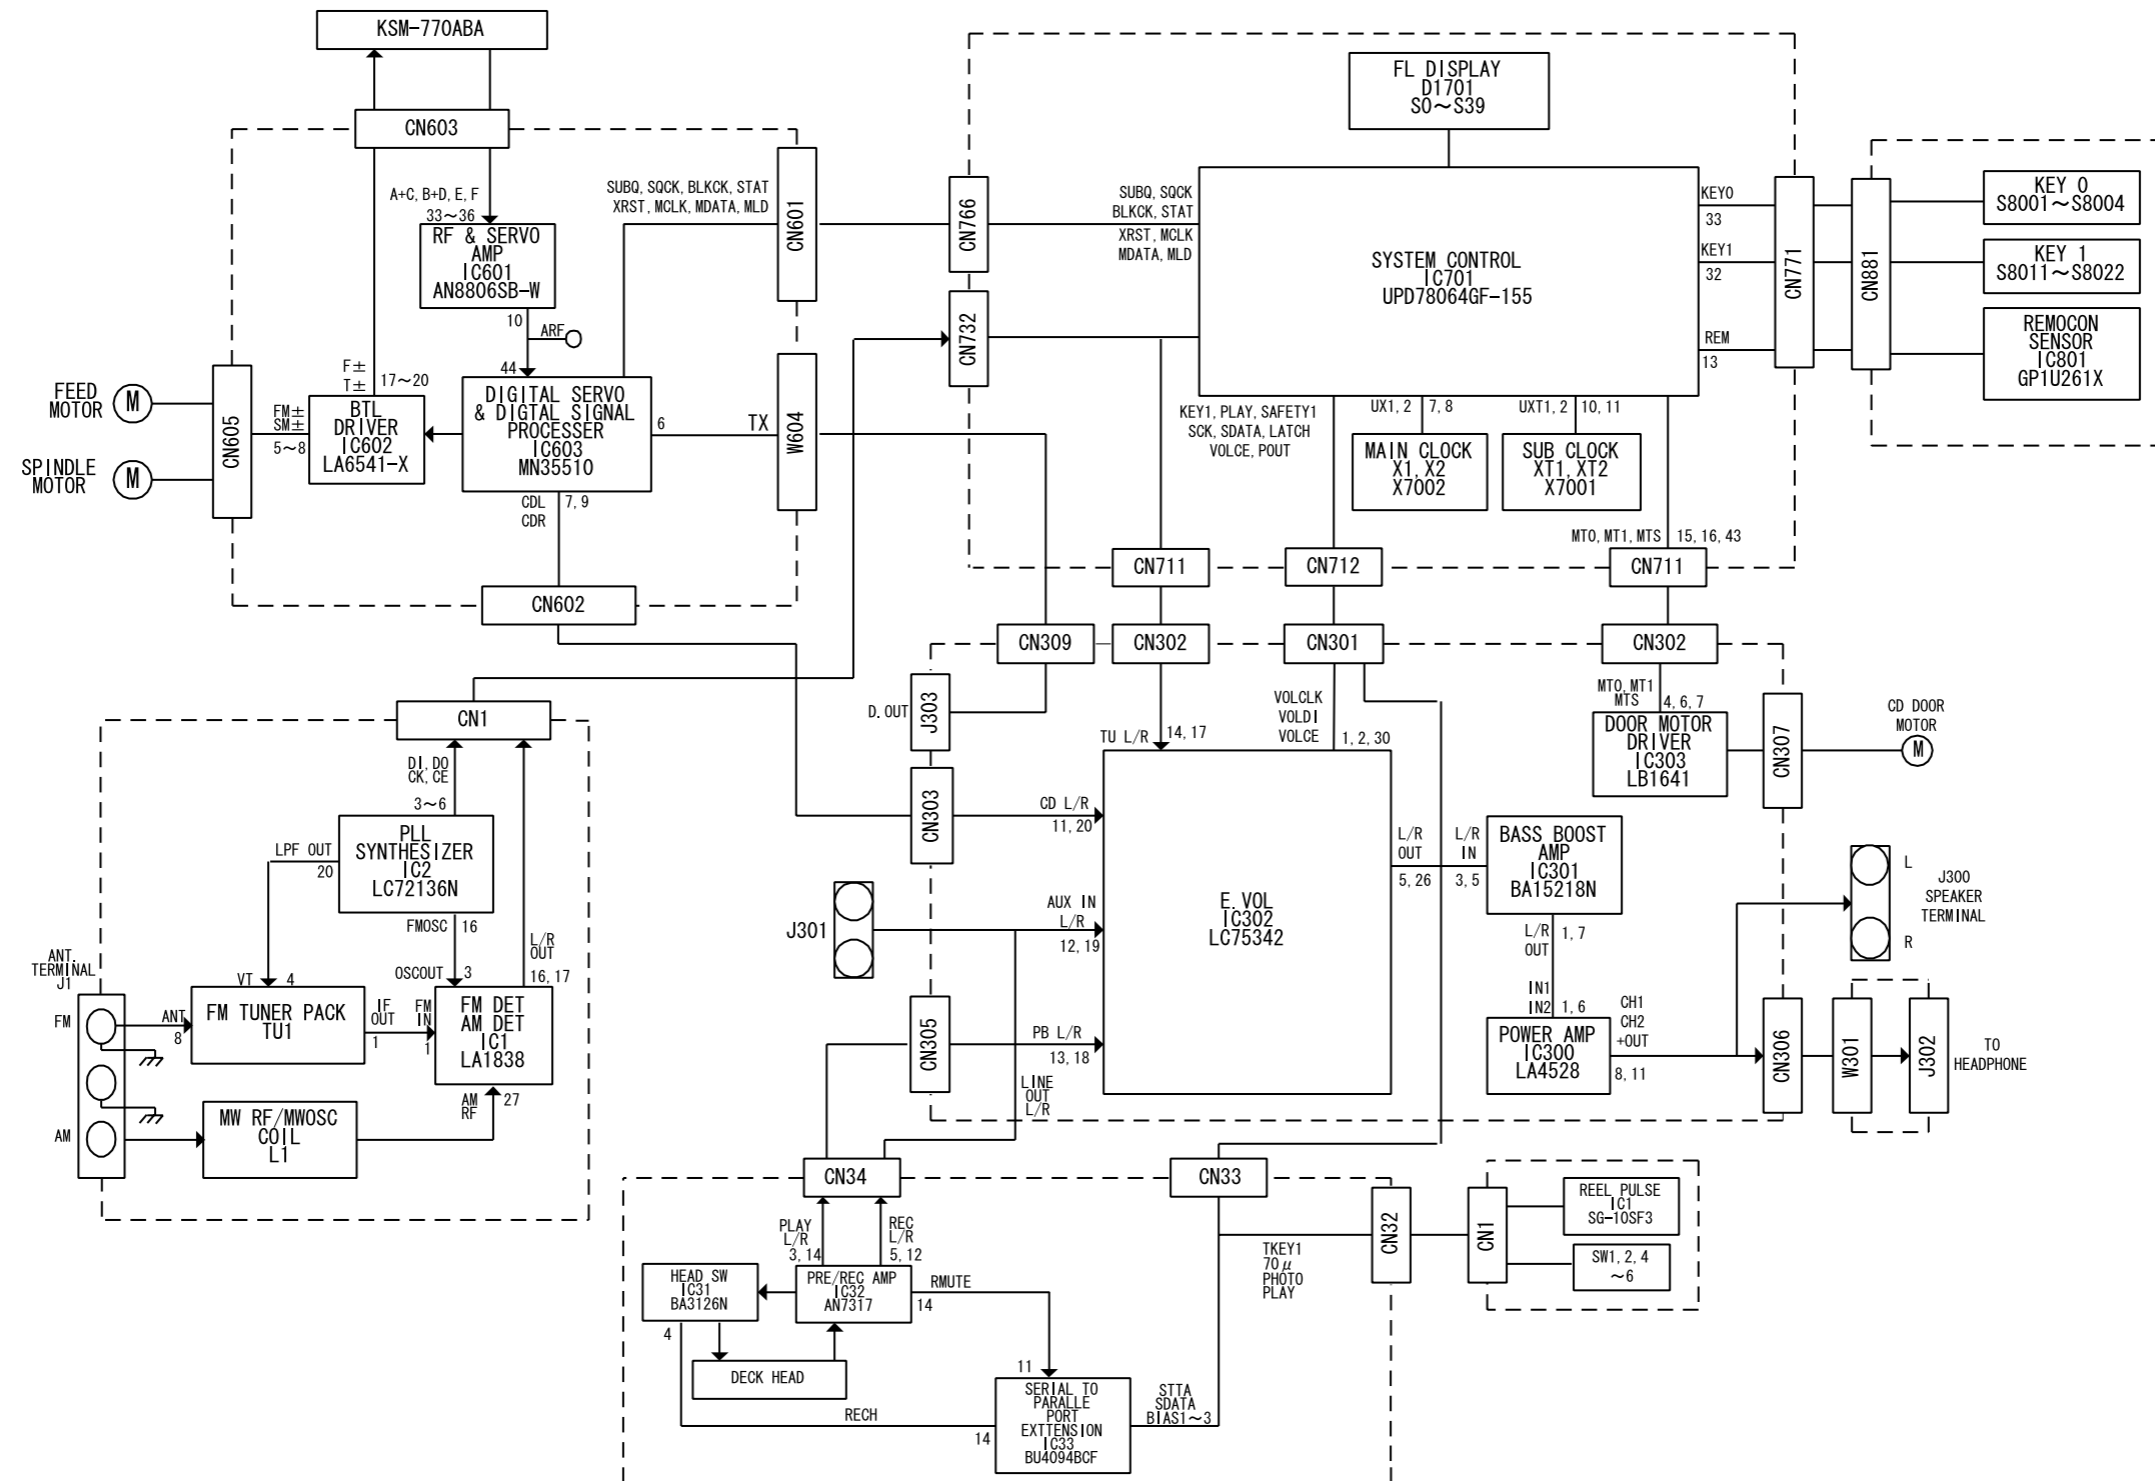 KSM-770ABA
CN603
A+C, B+D, E, F
33～36
RF & SERVO
AMP
IC601
AN8806SB-W
10
ARF
44
SUBQ, SQCK, BLKCK, STAT
XRST, MCLK, MDATA, MLD
CN601
F±
T±
17～20
FEED
MOTOR
M
SPINDLE
MOTOR
M
CN605
FM±
SM±
5～8
BTL
DRIVER
IC602
LA6541-X
DIGITAL SERVO
& DIGTAL SIGNAL
PROCESSER
IC603
MN35510
6
TX
W604
CDL
CDR
7, 9
CN602
FL DISPLAY
D1701
S0～S39
CN766
SUBQ, SQCK
BLKCK, STAT
XRST, MCLK
MDATA, MLD
CN732
SYSTEM CONTROL
IC701
UPD78064GF-155
KEY0
33
KEY1
32
REM
13
CN771
CN881
KEY 0
S8001～S8004
KEY 1
S8011～S8022
REMOCON
SENSOR
IC801
GP1U261X
KEY1, PLAY, SAFETY1
SCK, SDATA, LATCH
VOLCE, POUT
UX1, 2
7, 8
MAIN CLOCK
X1, X2
X7002
UXT1, 2
10, 11
SUB CLOCK
XT1, XT2
X7001
MT0, MT1, MTS
15, 16, 43
CN711
CN712
CN711
CN309
CN302
CN301
CN302
D. OUT
J303
TU L/R
14, 17
VOLCLK
VOLDI
VOLCE
1, 2, 30
MT0, MT1
MTS
4, 6, 7
DOOR MOTOR
DRIVER
IC303
LB1641
CN307
CD DOOR
MOTOR
M
CN303
CD L/R
11, 20
J301
AUX IN
L/R
12, 19
CN305
PB L/R
13, 18
LINE
OUT
L/R
E. VOL
IC302
LC75342
L/R
OUT
5, 26
L/R
IN
3, 5
BASS BOOST
AMP
IC301
BA15218N
L/R
OUT
1, 7
IN1
IN2
1, 6
POWER AMP
IC300
LA4528
CH1
CH2
+OUT
8, 11
L
R
J300
SPEAKER
TERMINAL
CN306
W301
J302
TO
HEADPHONE
CN1
DI, DO
CK, CE
3～6
PLL
SYNTHESIZER
IC2
LC72136N
LPF OUT
20
FMOSC
16
L/R
OUT
16, 17
OSCOUT
3
ANT.
TERMINAL
J1
FM
AM
ANT
8
VT
4
FM TUNER PACK
TU1
IF
OUT
1
FM
IN
1
FM DET
AM DET
IC1
LA1838
MW RF/MWOSC
COIL
L1
AM
RF
27
CN34
CN33
PLAY
L/R
3, 14
REC
L/R
5, 12
HEAD SW
IC31
BA3126N
4
PRE/REC AMP
IC32
AN7317
RMUTE
14
DECK HEAD
RECH
14
11
SERIAL TO
PARALLE
PORT
EXTTENSION
IC33
BU4094BCF
STTA
SDATA
BIAS1～3
TKEY1
70μ
PHOTO
PLAY
CN32
CN1
REEL PULSE
IC1
SG-10SF3
SW1, 2, 4
～6